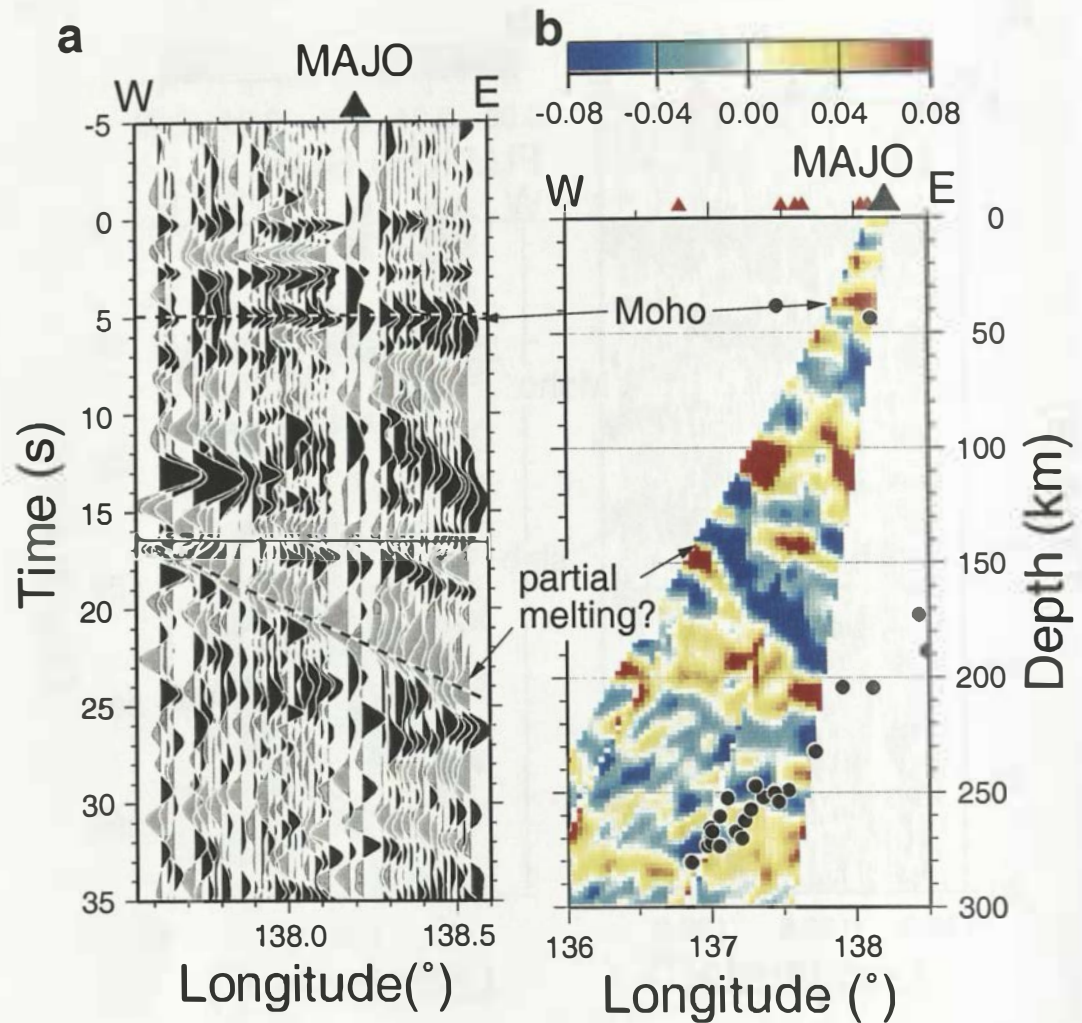 a
MAJO
W
E
-5
0
5
10
15
20
25
30
35
Time (s)
138.0
138.5
Longitude(°)
b
-0.08 -0.04 0.00 0.04 0.08
MAJO
W
E
Moho
partial
melting?
0
50
100
150
200
250
300
Depth (km)
136
137
138
Longitude (°)